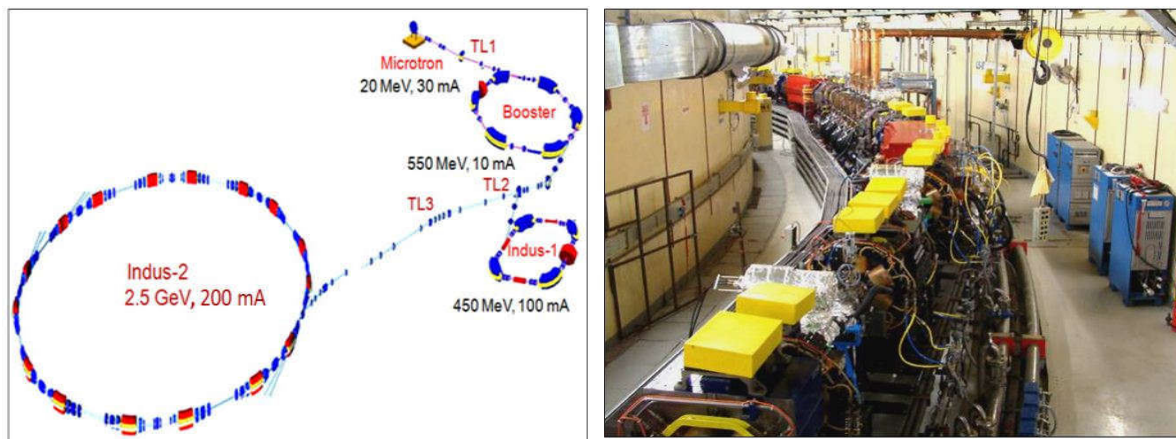 TL1
Microtron
20 MeV, 30 mA
Booster
550 MeV, 10 mA
TL2
TL3
Indus-1
Indus-2
2.5 GeV, 200 mA
450 MeV, 100 mA